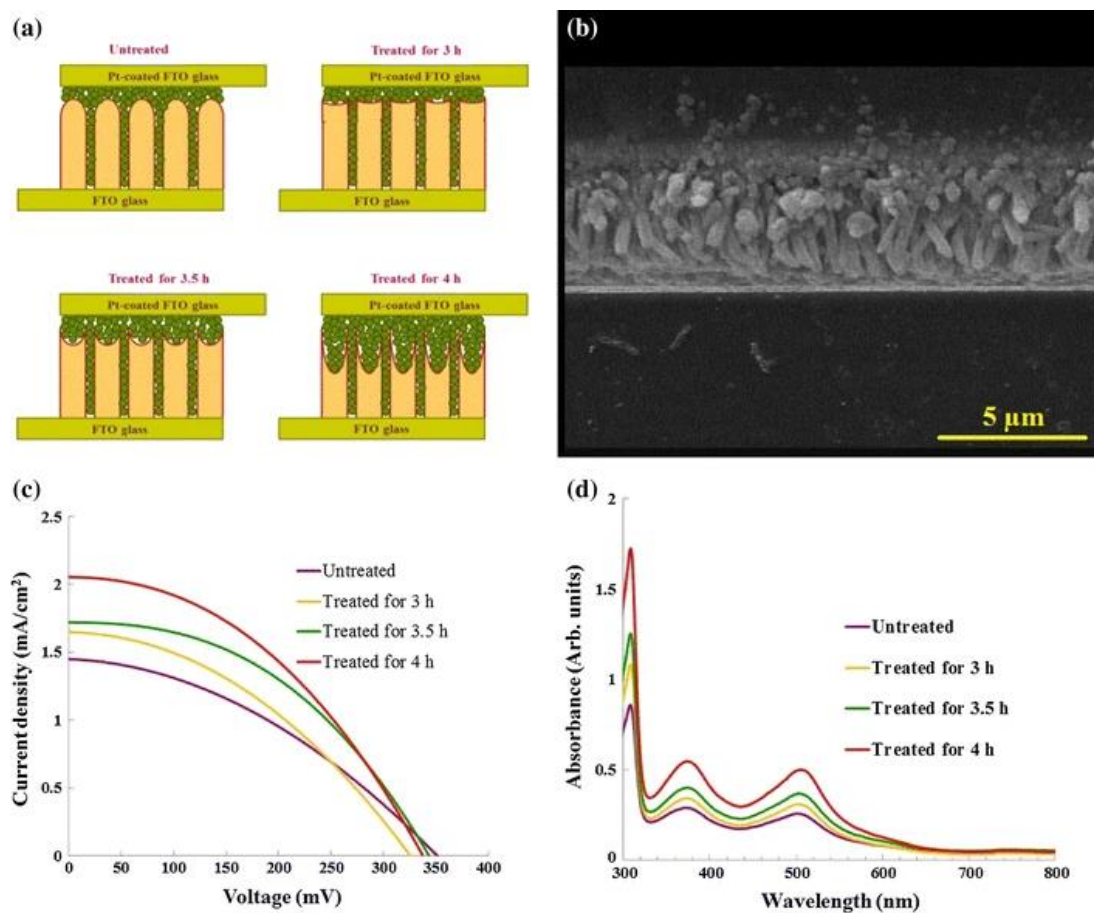 (a)
Untreated
Pt-coated FTO glass
FTO glass
Treated for 3 h
Pt-coated FTO glass
FTO glass
Treated for 3.5 h
Pt-coated FTO glass
FTO glass
Treated for 4 h
Pt-coated FTO glass
FTO glass
(b)
5 μm
(c)
Current density (mA/cm²)
2.5
2
1.5
1
0.5
0
0 50 100 150 200 250 300 350 400
Voltage (mV)
Untreated
Treated for 3 h
Treated for 3.5 h
Treated for 4 h
(d)
Absorbance (Arb. units)
2
1.5
1
0.5
0
300 400 500 600 700 800
Wavelength (nm)
Untreated
Treated for 3 h
Treated for 3.5 h
Treated for 4 h